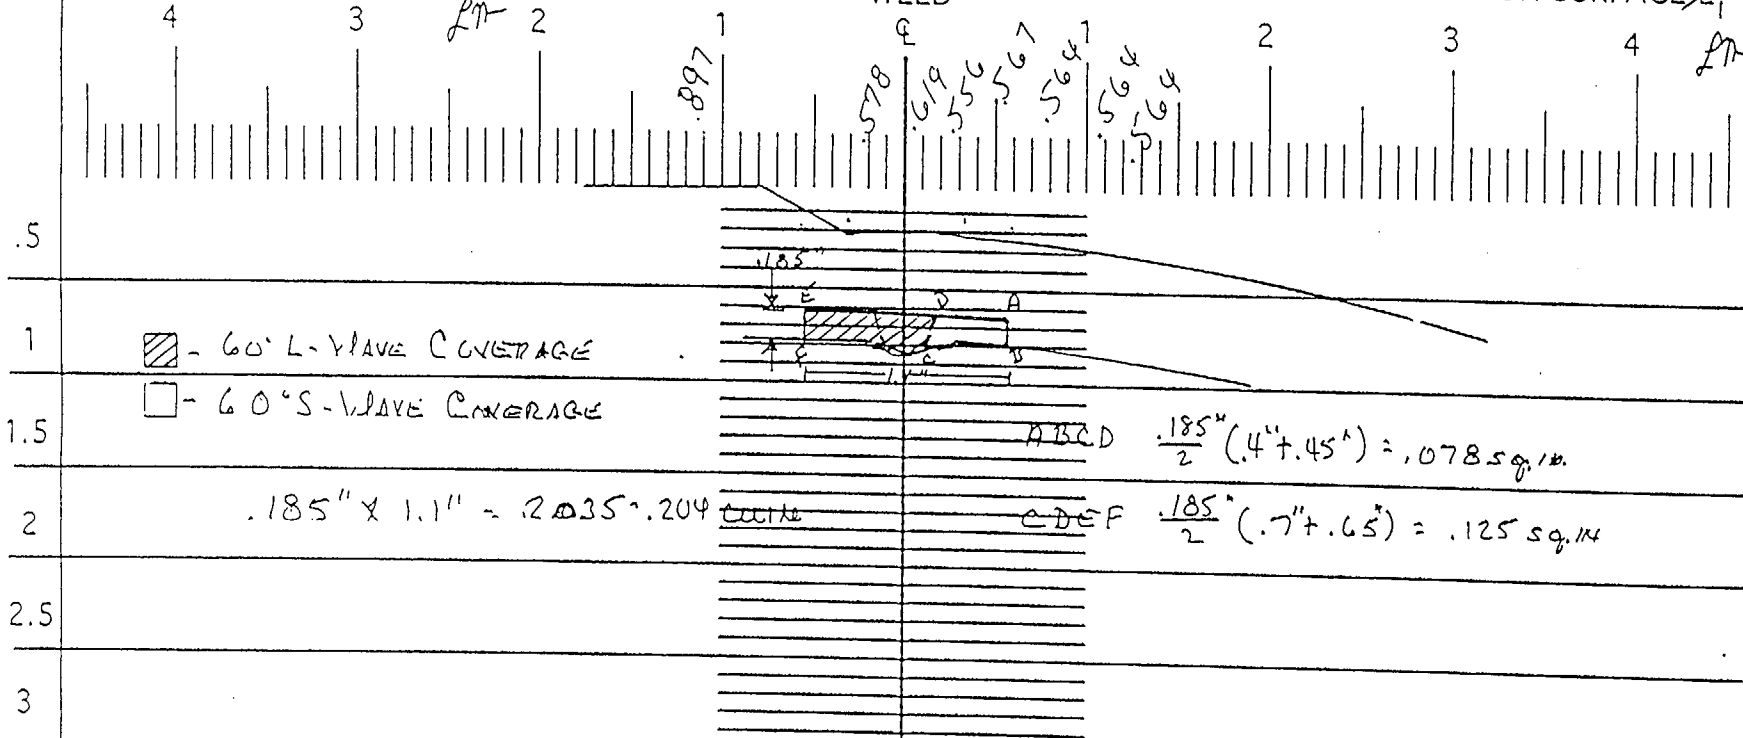 4 3 2 1 ℄ 1 2 3 4
.897 .578 .619 .556 .567 .564 .564 .564
.5
.185"
E D A
1
- 60° L-WAVE COVERAGE
F C B
1.1"
- 60°S-WAVE COVERAGE
1.5
ABCD .185"/2 (.4"+.45") = .078 sq.in.
.185" X 1.1" = .2035=.204
2
CDEF .185"/2 (.7"+.65") = .125 sq.in
2.5
3